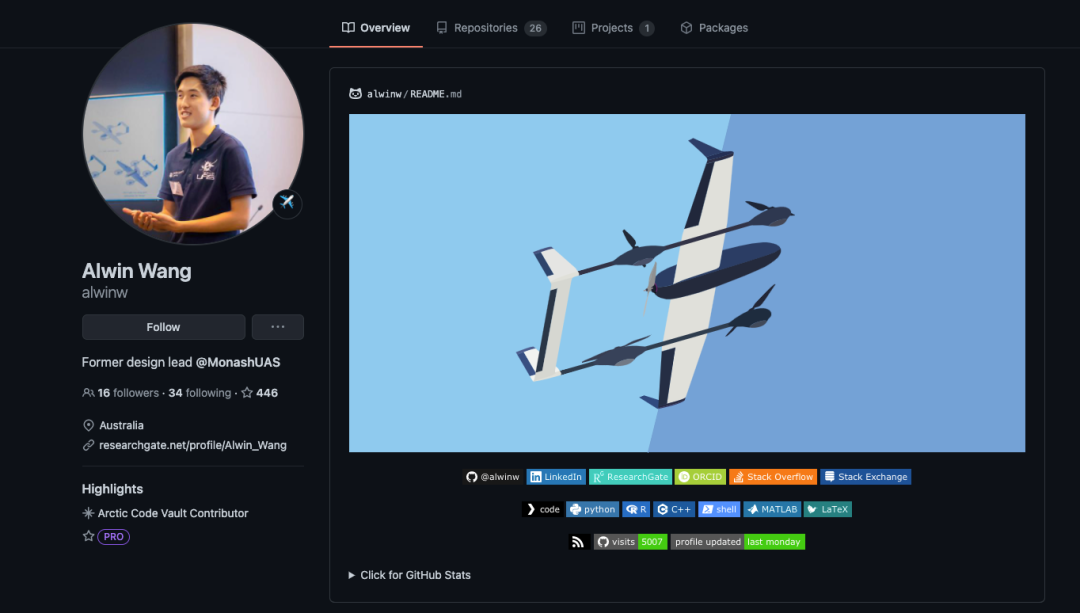 Overview
Repositories 26
Projects 1
Packages
alwinw/README.md
Alwin Wang
alwinw
Follow
Former design lead @MonashUAS
16 followers · 34 following · 446
Australia
researchgate.net/profile/Alwin_Wang
Highlights
Arctic Code Vault Contributor
PRO
@alwinw LinkedIn ResearchGate ORCID Stack Overflow Stack Exchange
code python R C++ shell MATLAB LaTeX
visits 5007 profile updated last monday
Click for GitHub Stats